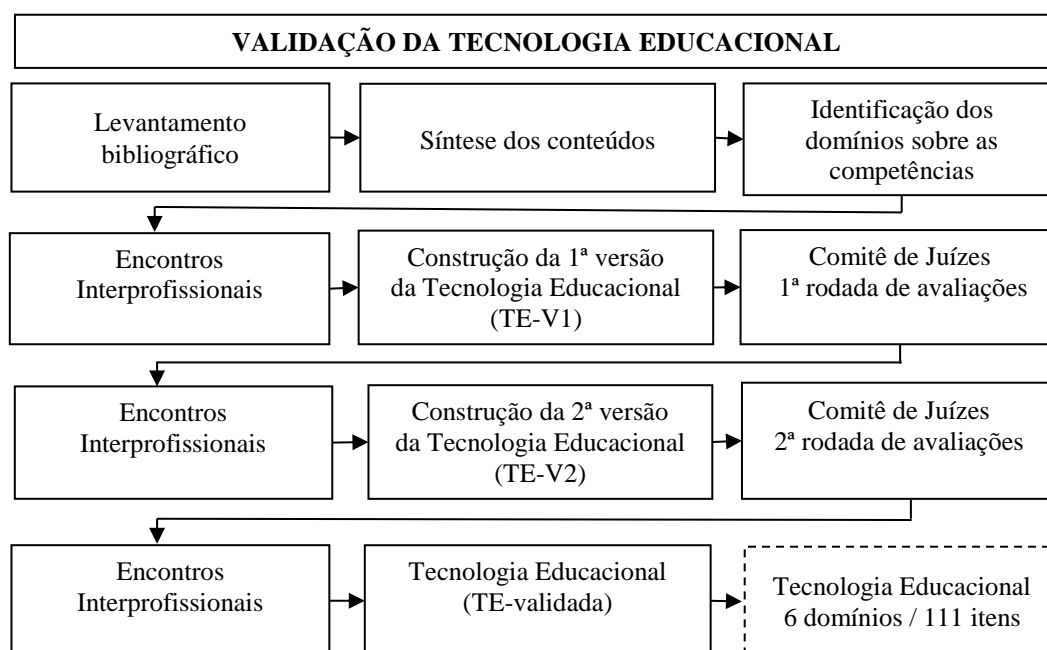 VALIDAÇÃO DA TECNOLOGIA EDUCACIONAL
Levantamento
bibliográfico
Síntese dos conteúdos
Identificação dos
domínios sobre as
competências
Encontros
Interprofissionais
Construção da 1ª versão
da Tecnologia Educacional
(TE-V1)
Comitê de Juízes
1ª rodada de avaliações
Encontros
Interprofissionais
Construção da 2ª versão
da Tecnologia Educacional
(TE-V2)
Comitê de Juízes
2ª rodada de avaliações
Encontros
Interprofissionais
Tecnologia Educacional
(TE-validada)
Tecnologia Educacional
6 domínios / 111 itens